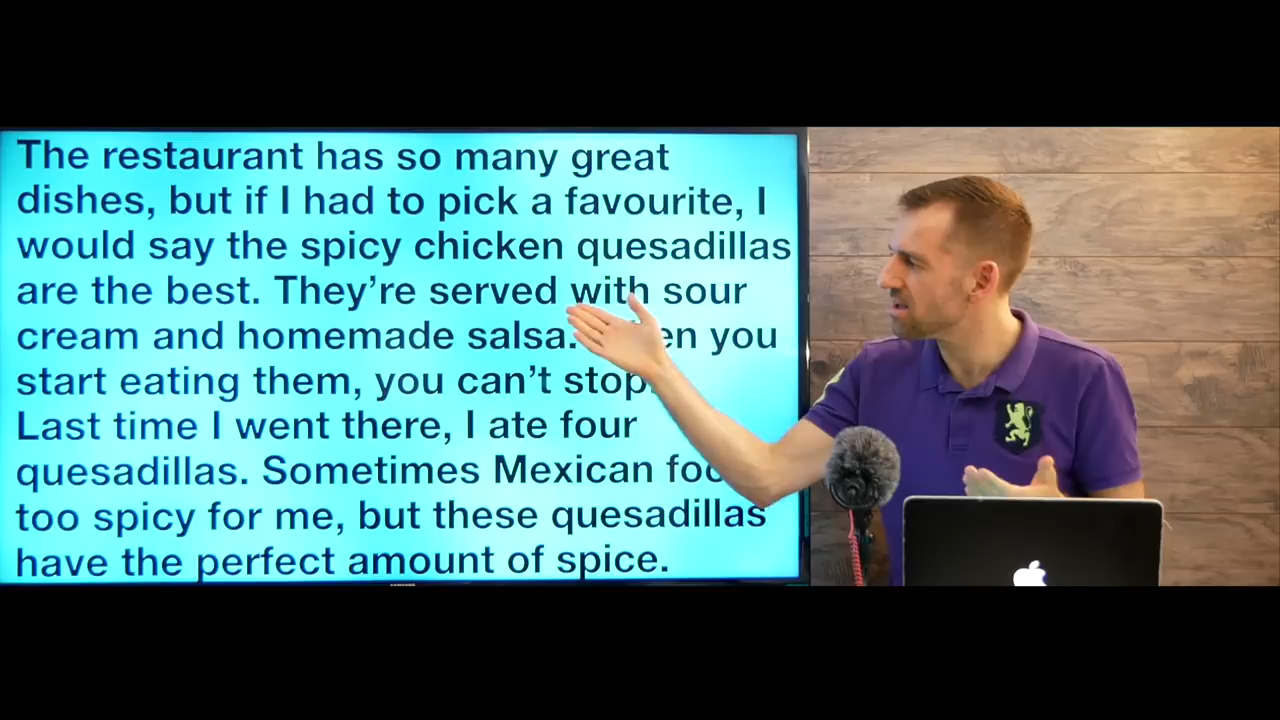 The restaurant has so many great
dishes, but if I had to pick a favourite, I
would say the spicy chicken quesadillas
are the best. They're served with sour
cream and homemade salsa. you
start eating them, you can't stop.
Last time I went there, I ate four
quesadillas. Sometimes Mexican
too spicy for me, but these quesadillas
have the perfect amount of spice.